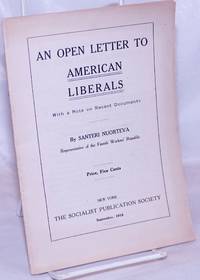 AN OPEN LETTER TO
AMERICAN
LIBERALS
With a Note on Recent Documents
By SANTERI NUORTEVA
Representative of the Finnish Workers' Republic
Price, Five Cents
NEW YORK
THE SOCIALIST PUBLICATION SOCIETY
September, 1918